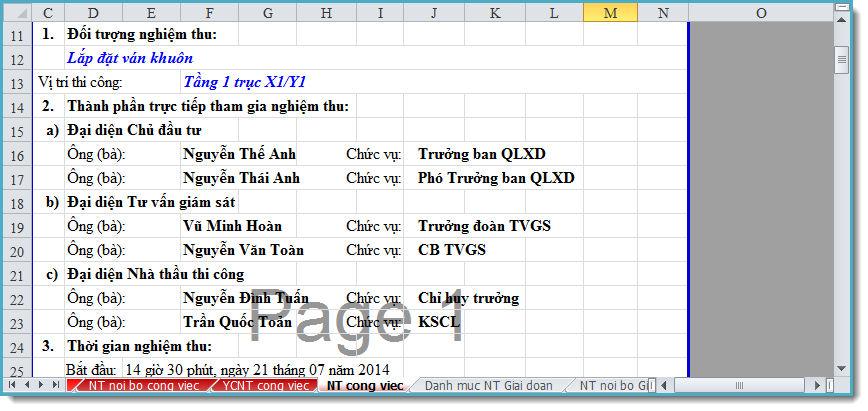 C D E F G H I J K L M N O
11 1. Đối tượng nghiệm thu:
12 Lắp đặt ván khuôn
13 Vị trí thi công: Tầng 1 trục X1/Y1
14 2. Thành phần trực tiếp tham gia nghiệm thu:
15 a) Đại diện Chủ đầu tư
16 Ông (bà): Nguyễn Thế Anh Chức vụ: Trưởng ban QLXD
17 Ông (bà): Nguyễn Thái Anh Chức vụ: Phó Trưởng ban QLXD
18 b) Đại diện Tư vấn giám sát
19 Ông (bà): Vũ Minh Hoàn Chức vụ: Trưởng đoàn TVGS
20 Ông (bà): Nguyễn Văn Toàn Chức vụ: CB TVGS
21 c) Đại diện Nhà thầu thi công
22 Ông (bà): Nguyễn Đình Tuấn Chức vụ: Chỉ huy trưởng
23 Ông (bà): Trần Quốc Toản Chức vụ: KSCL
Page 1
24 3. Thời gian nghiệm thu:
25 Bắt đầu: 14 giờ 30 phút, ngày 21 tháng 07 năm 2014
NT noi bo cong viec YCNT cong viec NT cong viec Danh muc NT Giai doan NT noi bo Gi